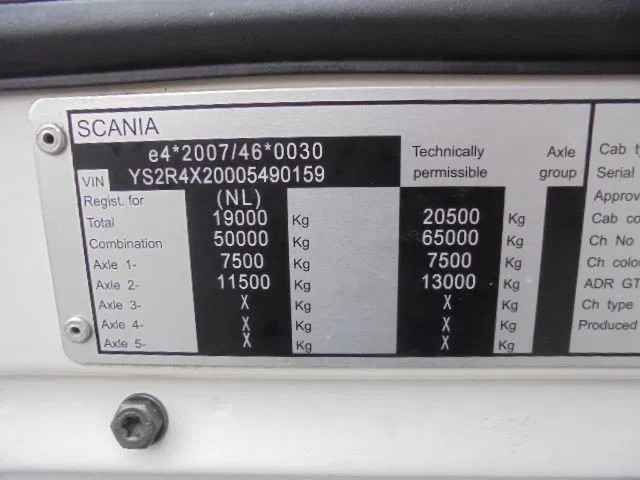 SCANIA
e4*2007/46*0030 Technically Axle Cab
VIN YS2R4X20005490159 permissible group Serial
Regist. for (NL)
Total 19000 Kg 20500 Kg Cab
Combination 50000 Kg 65000 Kg Ch No
Axle 1- 7500 Kg 7500 Kg Ch
Axle 2- 11500 Kg 13000 Kg ADR GT
Axle 3- X Kg X Kg Ch type
Axle 4- X Kg X Kg Produced
Axle 5- X Kg X Kg